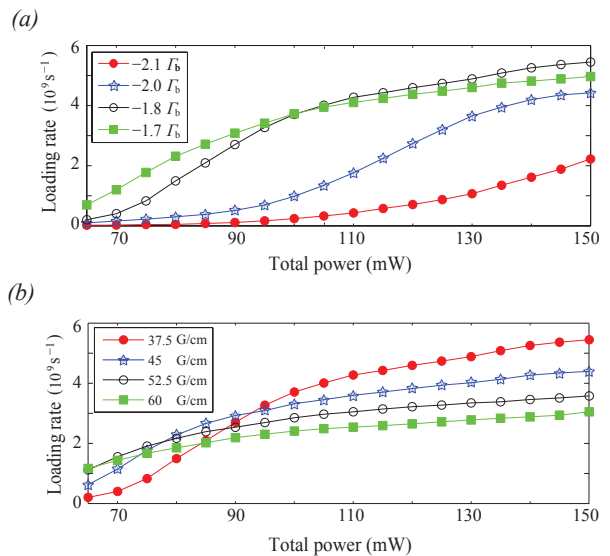 (a)
6
4
2
0
Loading rate (10⁹ s⁻¹)
−2.1 Γb
−2.0 Γb
−1.8 Γb
−1.7 Γb
70 90 110 130 150
Total power (mW)
(b)
6
4
2
0
Loading rate (10⁹ s⁻¹)
37.5 G/cm
45 G/cm
52.5 G/cm
60 G/cm
70 90 110 130 150
Total power (mW)